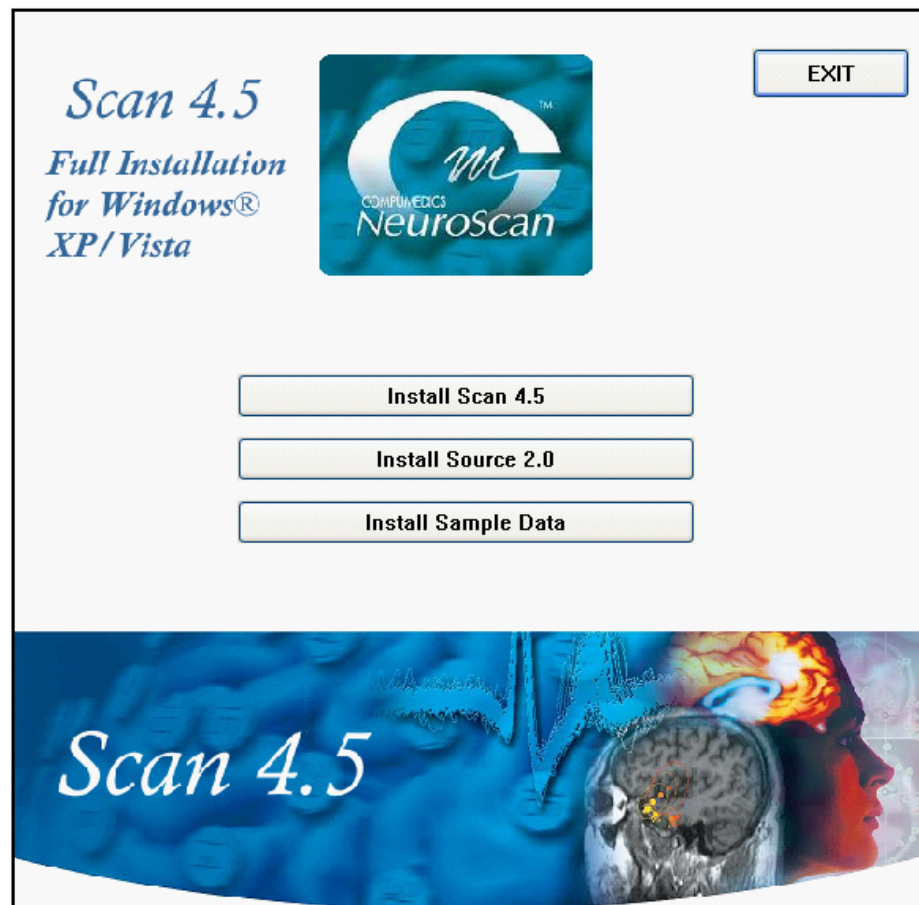 Scan 4.5
Full Installation
for Windows®
XP/Vista
™
COMPUMEDICS
NeuroScan
EXIT
Install Scan 4.5
Install Source 2.0
Install Sample Data
Scan 4.5